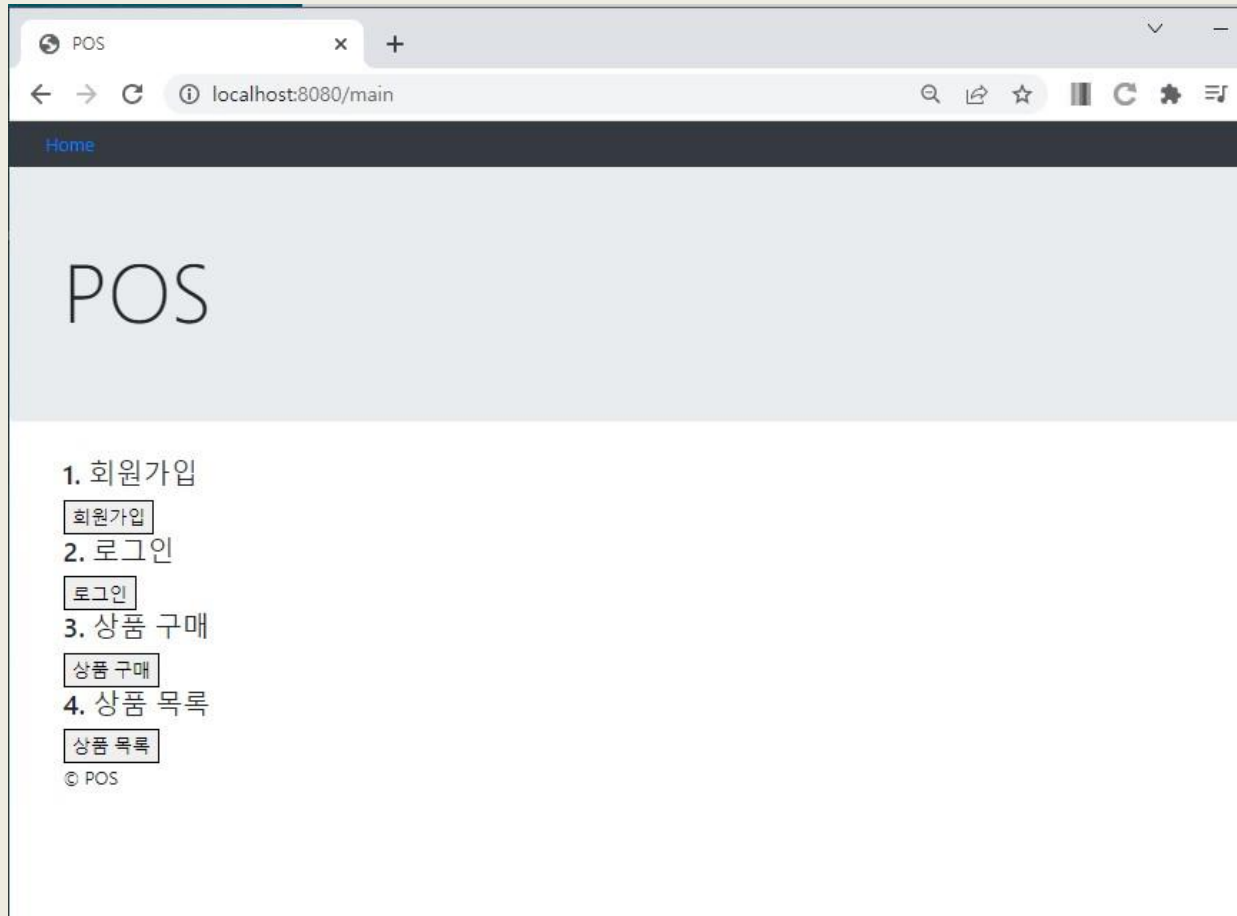 POS
localhost:8080/main
Home
POS
1. 회원가입
회원가입
2. 로그인
로그인
3. 상품 구매
상품 구매
4. 상품 목록
상품 목록
© POS